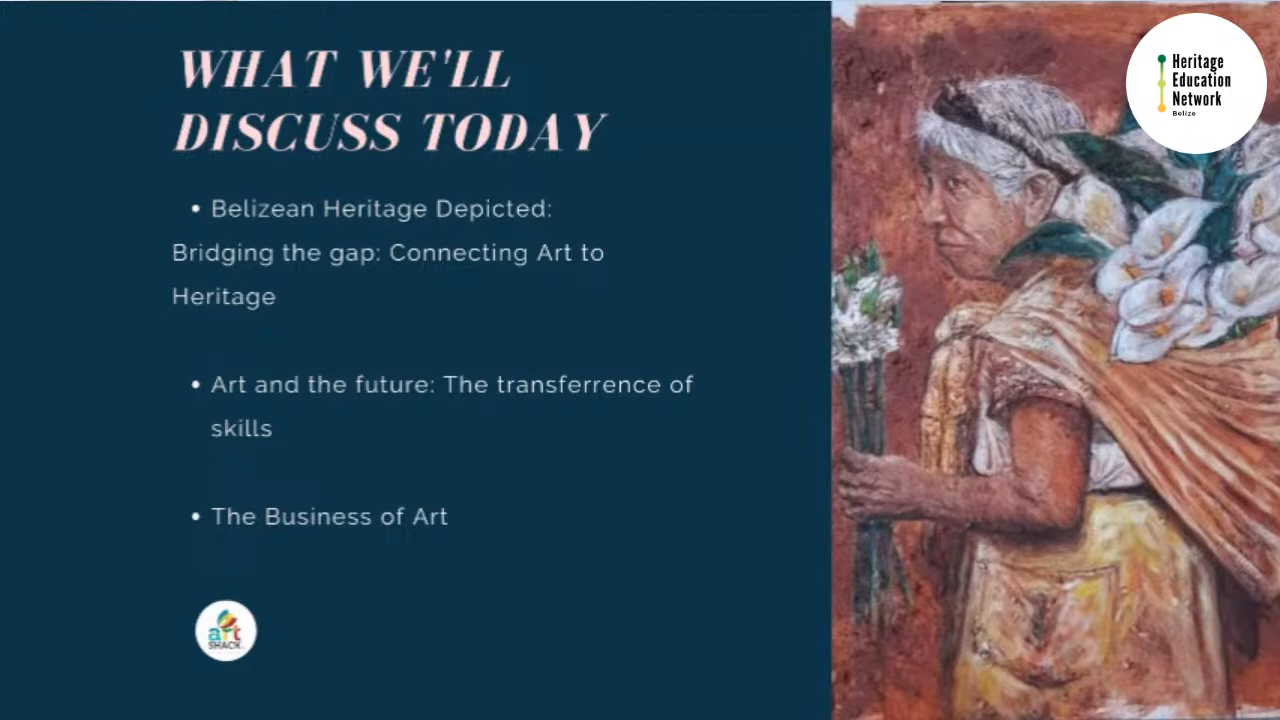 WHAT WE'LL
DISCUSS TODAY
• Belizean Heritage Depicted:
Bridging the gap: Connecting Art to
Heritage
• Art and the future: The transferrence of
skills
• The Business of Art
art
SHACK
Heritage
Education
Network
Belize